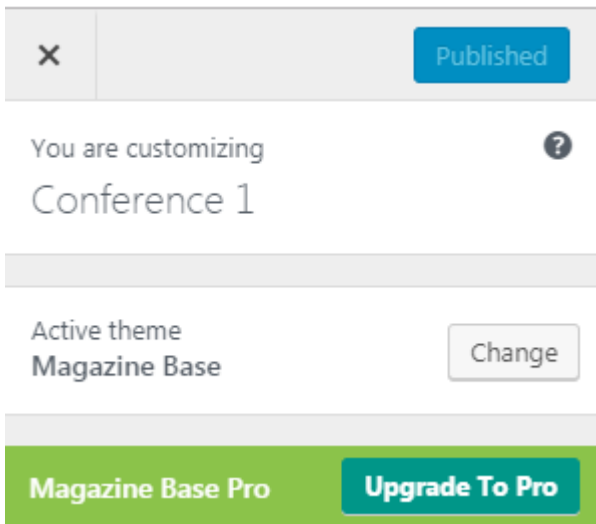 Published
You are customizing
Conference 1
Active theme
Magazine Base
Change
Magazine Base Pro
Upgrade To Pro